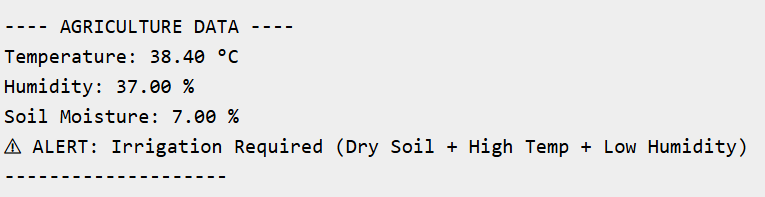 ---- AGRICULTURE DATA ----
Temperature: 38.40 °C
Humidity: 37.00 %
Soil Moisture: 7.00 %
⚠ ALERT: Irrigation Required (Dry Soil + High Temp + Low Humidity)
--------------------